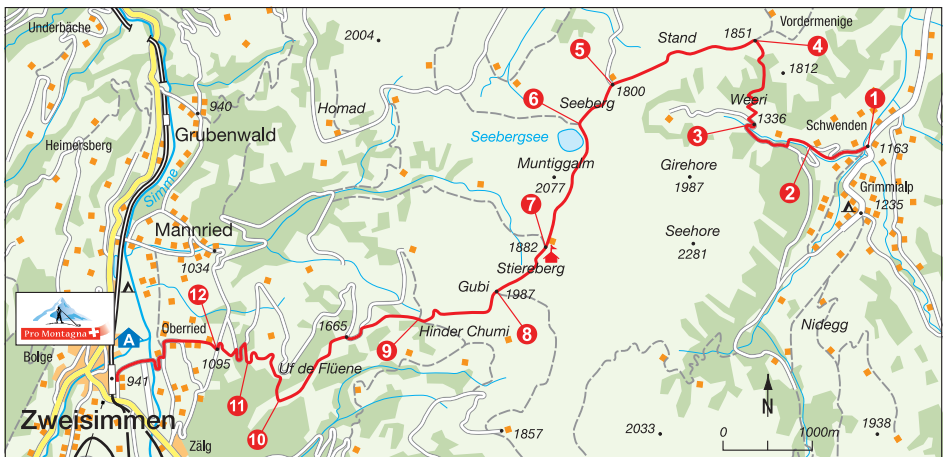 Underbäche
2004
Vordermenige
Stand
1851
4
5
1812
Homad
940
Seeberg
1800
Weeri
1336
Schwenden
1
6
Grubenwald
Seebergsee
3
Heimersberg
1163
Simme
Muntiggalm
2077
Girehore
1987
2
Grimmialp
1235
7
Mannried
1034
Seehore
2281
1882
Stiereberg
Gubi
1987
12
Pro Montagna
A
Oberried
1665
Hinder Chumi
8
9
Nidegg
Bolge
941
1095
Uf de Flüene
11
10
N
Zweisimmen
Zälg
1857
2033
0
1000m
1938